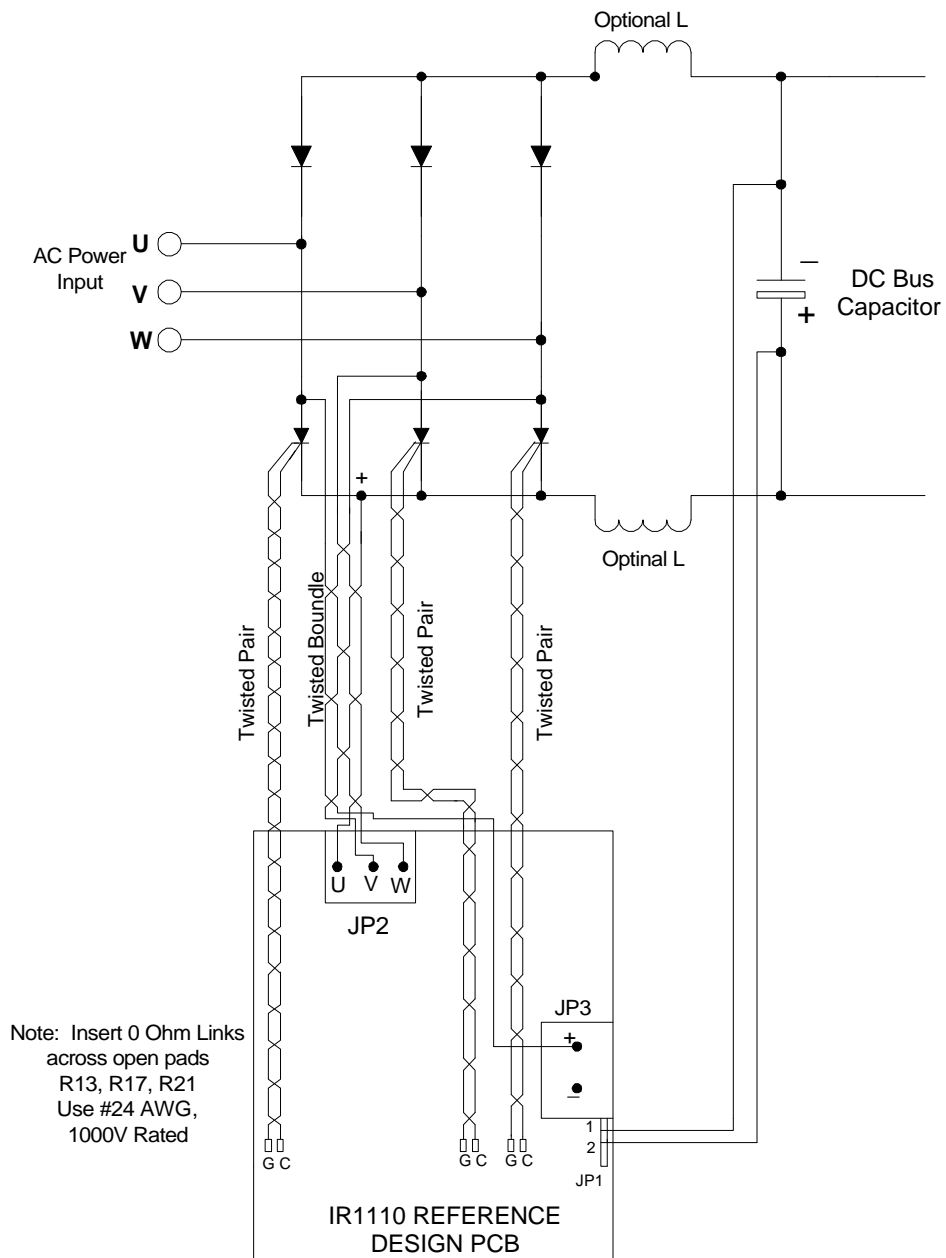 Optional L
AC Power
Input
U
V
W
–
+
DC Bus
Capacitor
+
Optinal L
Twisted Pair
Twisted Boundle
Twisted Pair
Twisted Pair
U V W
JP2
JP3
+
–
1
2
JP1
Note: Insert 0 Ohm Links
across open pads
R13, R17, R21
Use #24 AWG,
1000V Rated
G C
G C
G C
IR1110 REFERENCE
DESIGN PCB